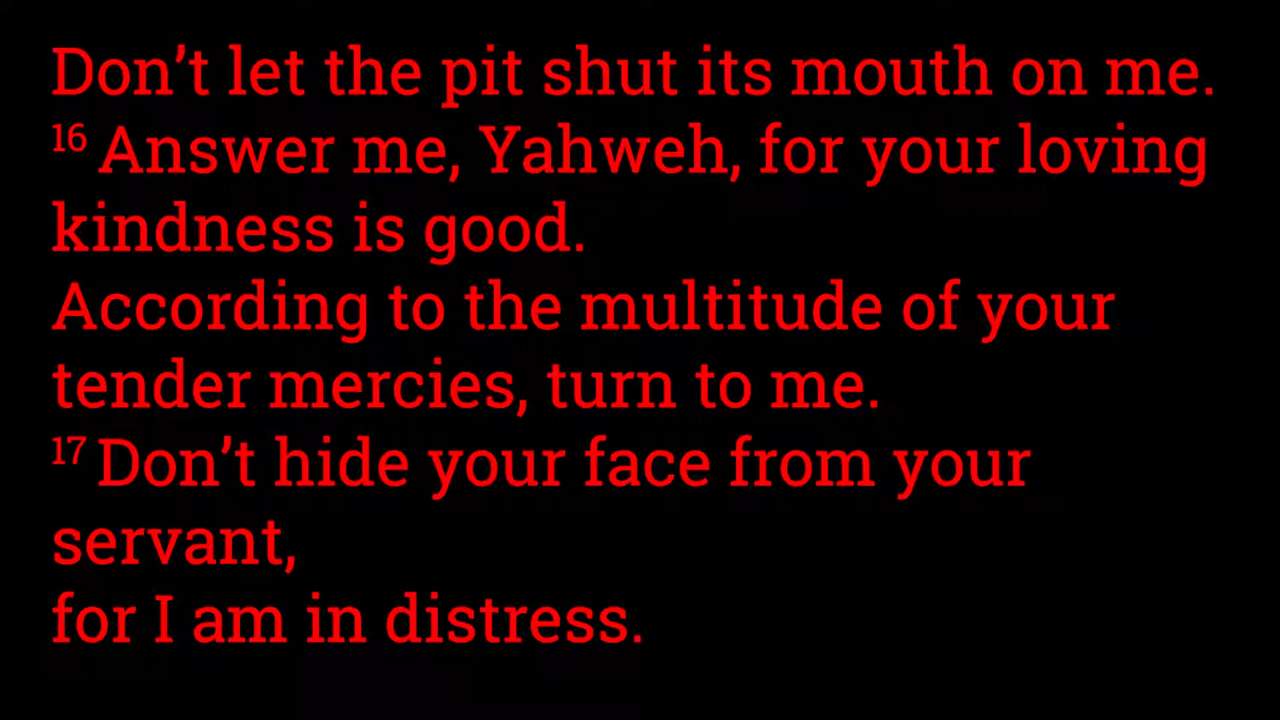 Don’t let the pit shut its mouth on me.
16 Answer me, Yahweh, for your loving
kindness is good.
According to the multitude of your
tender mercies, turn to me.
17 Don’t hide your face from your
servant,
for I am in distress.